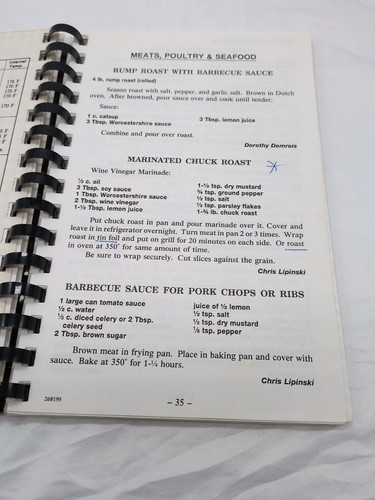 Internal
Temp.
170 F
170 F
170 F
170 F
MEATS, POULTRY & SEAFOOD
RUMP ROAST WITH BARBECUE SAUCE
4 lb. rump roast (rolled)
Season roast with salt, pepper, and garlic salt. Brown in Dutch
oven. After browned, pour sauce over and cook until tender.
Sauce:
1 c. catsup
3 Tbsp. lemon juice
3 Tbsp. Worcestershire sauce
Combine and pour over roast.
Dorothy Domrois
MARINATED CHUCK ROAST
Wine Vinegar Marinade:
⅓ c. oil
1-½ tsp. dry mustard
3 Tbsp. soy sauce
¾ tsp. ground pepper
1 Tbsp. Worcestershire sauce
½ tsp. salt
2 Tbsp. wine vinegar
½ tsp. parsley flakes
1-½ Tbsp. lemon juice
1-¾ lb. chuck roast
Put chuck roast in pan and pour marinade over it. Cover and
leave it in refrigerator overnight. Turn meat in pan 2 or 3 times. Wrap
roast in tin foil and put on grill for 20 minutes on each side. Or roast
in oven at 350° for same amount of time.
Be sure to wrap securely. Cut slices against the grain.
Chris Lipinski
BARBECUE SAUCE FOR PORK CHOPS OR RIBS
1 large can tomato sauce
juice of ½ lemon
½ c. water
½ tsp. salt
½ c. diced celery or 2 Tbsp.
½ tsp. dry mustard
celery seed
⅛ tsp. pepper
2 Tbsp. brown sugar
Brown meat in frying pan. Place in baking pan and cover with
sauce. Bake at 350° for 1-¼ hours.
Chris Lipinski
268195
– 35 –